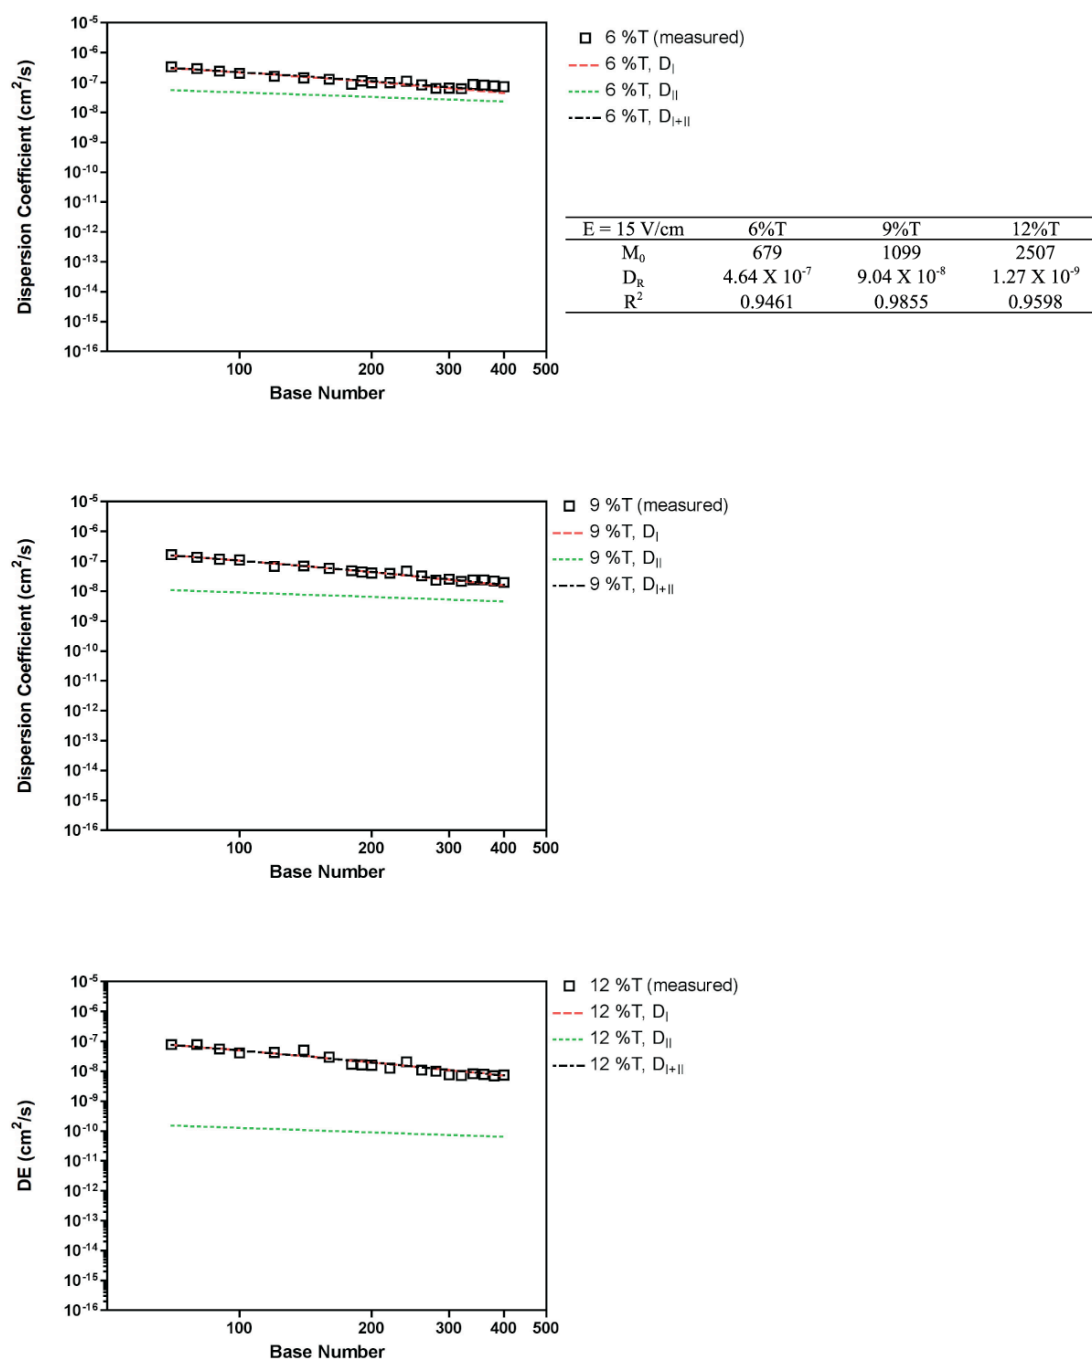 10-5
10-6
10-7
10-8
10-9
10-10
10-11
10-12
10-13
10-14
10-15
10-16
Dispersion Coefficient (cm2/s)
100 200 300 400 500
Base Number
6 %T (measured)
6 %T, DI
6 %T, DII
6 %T, DI+II
E = 15 V/cm 6%T 9%T 12%T
M0 679 1099 2507
DR 4.64 X 10-7 9.04 X 10-8 1.27 X 10-9
R2 0.9461 0.9855 0.9598
10-5
10-6
10-7
10-8
10-9
10-10
10-11
10-12
10-13
10-14
10-15
10-16
Dispersion Coefficient (cm2/s)
100 200 300 400 500
Base Number
9 %T (measured)
9 %T, DI
9 %T, DII
9 %T, DI+II
10-5
10-6
10-7
10-8
10-9
10-10
10-11
10-12
10-13
10-14
10-15
10-16
DE (cm2/s)
100 200 300 400 500
Base Number
12 %T (measured)
12 %T, DI
12 %T, DII
12 %T, DI+II